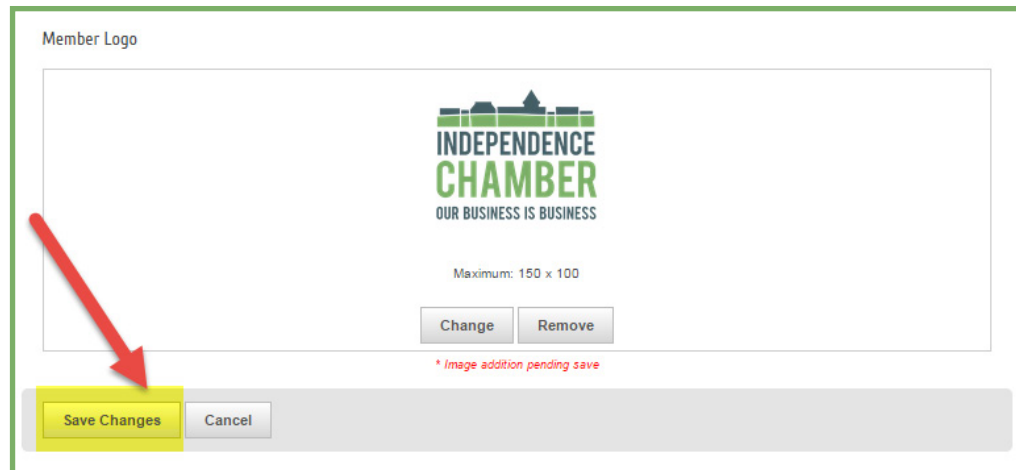 Member Logo
INDEPENDENCE
CHAMBER
OUR BUSINESS IS BUSINESS
Maximum: 150 x 100
Change Remove
* Image addition pending save
Save Changes Cancel